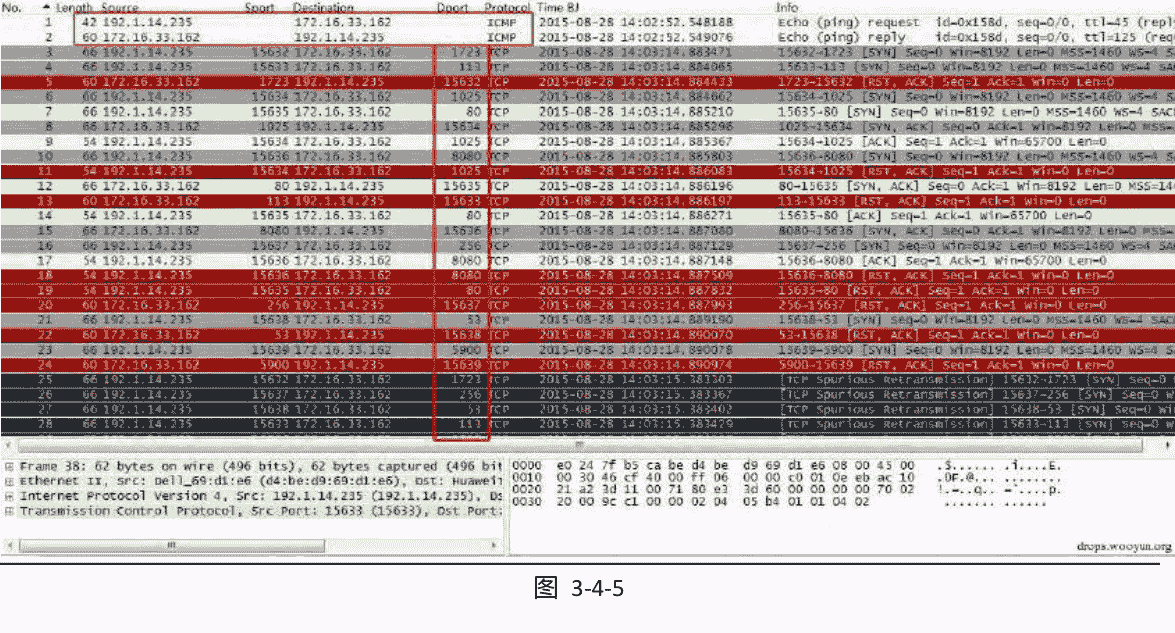 No. Length Source Sport Destination Dport Protocol Time BJ Info
1 42 192.1.14.235 172.16.33.162 ICMP 2015-08-28 14:02:52.548188 Echo (ping) request id=0x158d, seq=0/0, ttl=45 (repl
2 60 172.16.33.162 192.1.14.235 ICMP 2015-08-28 14:02:52.549076 Echo (ping) reply id=0x158d, seq=0/0, ttl=125 (requ
3 66 192.1.14.235 15632 172.16.33.162 1723 TCP 2015-08-28 14:03:14.883471 15632→1723 [SYN] Seq=0 Win=8192 Len=0 MSS=1460 WS=4 S
4 66 192.1.14.235 15633 172.16.33.162 113 TCP 2015-08-28 14:03:14.884065 15633→113 [SYN] Seq=0 Win=8192 Len=0 MSS=1460 WS=4 SAC
5 60 172.16.33.162 1723 192.1.14.235 15632 TCP 2015-08-28 14:03:14.884433 1723→15632 [RST, ACK] Seq=1 Ack=1 Win=0 Len=0
6 66 192.1.14.235 15634 172.16.33.162 1025 TCP 2015-08-28 14:03:14.884662 15634→1025 [SYN] Seq=0 Win=8192 Len=0 MSS=1460 WS=4 S
7 66 192.1.14.235 15635 172.16.33.162 80 TCP 2015-08-28 14:03:14.885210 15635→80 [SYN] Seq=0 Win=8192 Len=0 MSS=1460 WS=4 SAC
8 66 172.16.33.162 1025 192.1.14.235 15634 TCP 2015-08-28 14:03:14.885296 1025→15634 [SYN, ACK] Seq=0 Ack=1 Win=8192 Len=0 MSS
9 54 192.1.14.235 15634 172.16.33.162 1025 TCP 2015-08-28 14:03:14.885367 15634→1025 [ACK] Seq=1 Ack=1 Win=65700 Len=0
10 66 192.1.14.235 15636 172.16.33.162 8080 TCP 2015-08-28 14:03:14.885803 15636→8080 [SYN] Seq=0 Win=8192 Len=0 MSS=1460 WS=4 S
11 54 192.1.14.235 15634 172.16.33.162 1025 TCP 2015-08-28 14:03:14.886083 15634→1025 [RST, ACK] Seq=1 Ack=1 Win=0 Len=0
12 66 172.16.33.162 80 192.1.14.235 15635 TCP 2015-08-28 14:03:14.886196 80→15635 [SYN, ACK] Seq=0 Ack=1 Win=8192 Len=0 MSS=14
13 60 172.16.33.162 113 192.1.14.235 15633 TCP 2015-08-28 14:03:14.886197 113→15633 [RST, ACK] Seq=1 Ack=1 Win=0 Len=0
14 54 192.1.14.235 15635 172.16.33.162 80 TCP 2015-08-28 14:03:14.886271 15635→80 [ACK] Seq=1 Ack=1 Win=65700 Len=0
15 66 172.16.33.162 8080 192.1.14.235 15636 TCP 2015-08-28 14:03:14.887080 8080→15636 [SYN, ACK] Seq=0 Ack=1 Win=8192 Len=0 MSS=
16 66 192.1.14.235 15637 172.16.33.162 256 TCP 2015-08-28 14:03:14.887129 15637→256 [SYN] Seq=0 Win=8192 Len=0 MSS=1460 WS=4 SAC
17 54 192.1.14.235 15636 172.16.33.162 8080 TCP 2015-08-28 14:03:14.887148 15636→8080 [ACK] Seq=1 Ack=1 Win=65700 Len=0
18 54 192.1.14.235 15636 172.16.33.162 8080 TCP 2015-08-28 14:03:14.887509 15636→8080 [RST, ACK] Seq=1 Ack=1 Win=0 Len=0
19 54 192.1.14.235 15635 172.16.33.162 80 TCP 2015-08-28 14:03:14.887832 15635→80 [RST, ACK] Seq=1 Ack=1 Win=0 Len=0
20 60 172.16.33.162 256 192.1.14.235 15637 TCP 2015-08-28 14:03:14.887993 256→15637 [RST, ACK] Seq=1 Ack=1 Win=0 Len=0
21 66 192.1.14.235 15638 172.16.33.162 53 TCP 2015-08-28 14:03:14.889190 15638→53 [SYN] Seq=0 Win=8192 Len=0 MSS=1460 WS=4 SAC
22 60 172.16.33.162 53 192.1.14.235 15638 TCP 2015-08-28 14:03:14.890070 53→15638 [RST, ACK] Seq=1 Ack=1 Win=0 Len=0
23 66 192.1.14.235 15639 172.16.33.162 5900 TCP 2015-08-28 14:03:14.890078 15639→5900 [SYN] Seq=0 Win=8192 Len=0 MSS=1460 WS=4 S
24 60 172.16.33.162 5900 192.1.14.235 15639 TCP 2015-08-28 14:03:14.890974 5900→15639 [RST, ACK] Seq=1 Ack=1 Win=0 Len=0
25 66 192.1.14.235 15632 172.16.33.162 1723 TCP 2015-08-28 14:03:15.383303 [TCP Spurious Retransmission] 15632→1723 [SYN] Seq=0
26 66 192.1.14.235 15637 172.16.33.162 256 TCP 2015-08-28 14:03:15.383367 [TCP Spurious Retransmission] 15637→256 [SYN] Seq=0
27 66 192.1.14.235 15638 172.16.33.162 53 TCP 2015-08-28 14:03:15.383402 [TCP Spurious Retransmission] 15638→53 [SYN] Seq=0 W
28 66 192.1.14.235 15633 172.16.33.162 113 TCP 2015-08-28 14:03:15.383429 [TCP Spurious Retransmission] 15633→113 [SYN] Seq=0
Frame 38: 62 bytes on wire (496 bits), 62 bytes captured (496 bit
Ethernet II, Src: Dell_69:d1:e6 (d4:be:d9:69:d1:e6), Dst: Huawei
Internet Protocol Version 4, Src: 192.1.14.235 (192.1.14.235), Ds
Transmission Control Protocol, Src Port: 15633 (15633), Dst Port:
0000 e0 24 7f b5 ca be d4 be d9 69 d1 e6 08 00 45 00 .$...... .i....E.
0010 00 30 46 cf 40 00 ff 06 00 00 c0 01 0e eb ac 10 .0F.@... ........
0020 21 a2 3d 11 00 71 80 e3 3d 60 00 00 00 00 70 02 !.=..q.. =`....p.
0030 20 00 9c c1 00 00 02 04 05 b4 01 01 04 02 ....... ......
drops.wooyun.org
图 3-4-5